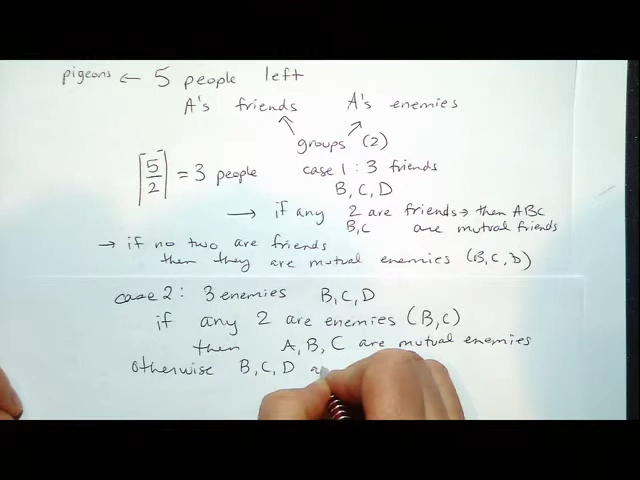 pigeons ← 5 people left
A's friends A's enemies
groups (2)
⌈5/2⌉ = 3 people case 1 : 3 friends
B, C, D
→ if any 2 are friends → then ABC
B,C are mutual friends
→ if no two are friends
then they are mutual enemies (B,C,D)
case 2 : 3 enemies B, C, D
if any 2 are enemies (B,C)
then A, B, C are mutual enemies
otherwise B, C, D a